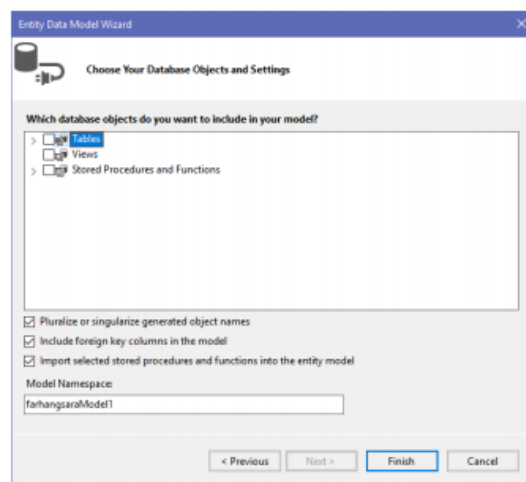 Entity Data Model Wizard
Choose Your Database Objects and Settings
Which database objects do you want to include in your model?
Tables
Views
Stored Procedures and Functions
Pluralize or singularize generated object names
Include foreign key columns in the model
Import selected stored procedures and functions into the entity model
Model Namespace:
farhangsaraModel1
< Previous Next > Finish Cancel